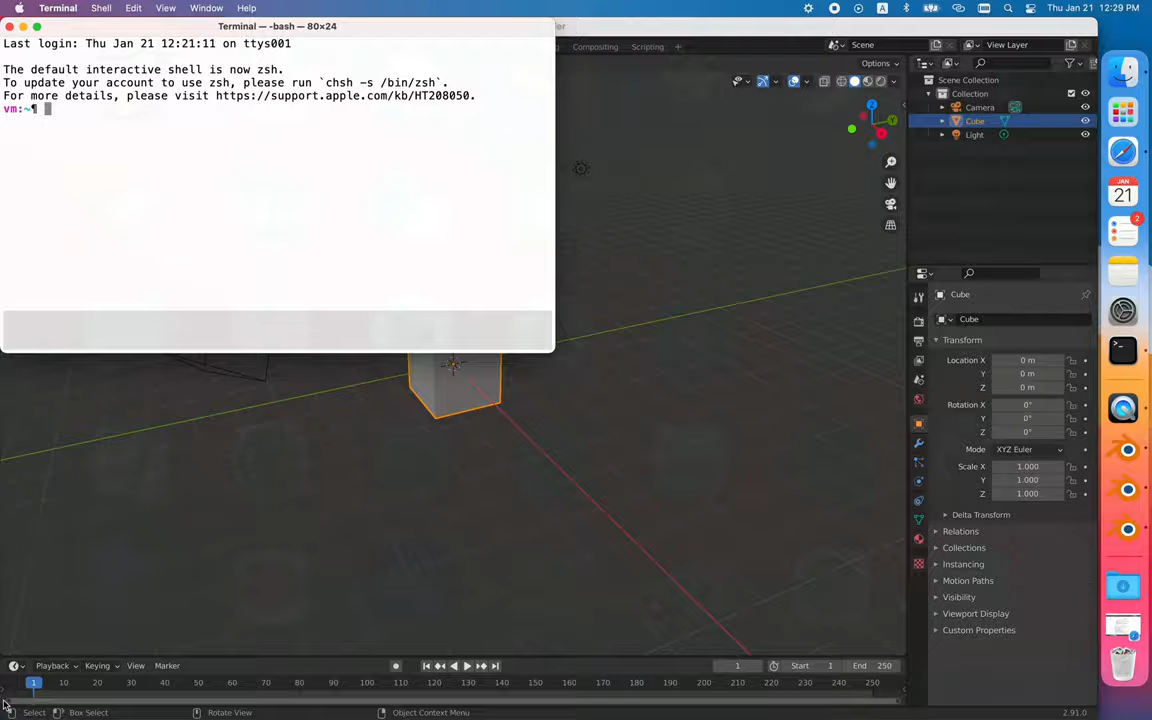 Terminal Shell Edit View Window Help A Thu Jan 21 12:29 PM
Terminal — -bash — 80×24
Last login: Thu Jan 21 12:21:11 on ttys001
The default interactive shell is now zsh.
To update your account to use zsh, please run `chsh -s /bin/zsh`.
For more details, please visit https://support.apple.com/kb/HT208050.
vm:~¶
Compositing Scripting + Scene View Layer
Options
Scene Collection
Collection
Camera
Cube
Light
Z
Y
X
JAN
21
2
Cube
Cube
Transform
Location X 0 m
Y 0 m
Z 0 m
Rotation X 0°
Y 0°
Z 0°
Mode XYZ Euler
Scale X 1.000
Y 1.000
Z 1.000
Delta Transform
Relations
Collections
Instancing
Motion Paths
Visibility
Viewport Display
Custom Properties
Playback Keying View Marker 1 Start 1 End 250
1 10 20 30 40 50 60 70 80 90 100 110 120 130 140 150 160 170 180 190 200 210 220 230 240 250
Select Box Select Rotate View Object Context Menu 2.91.0